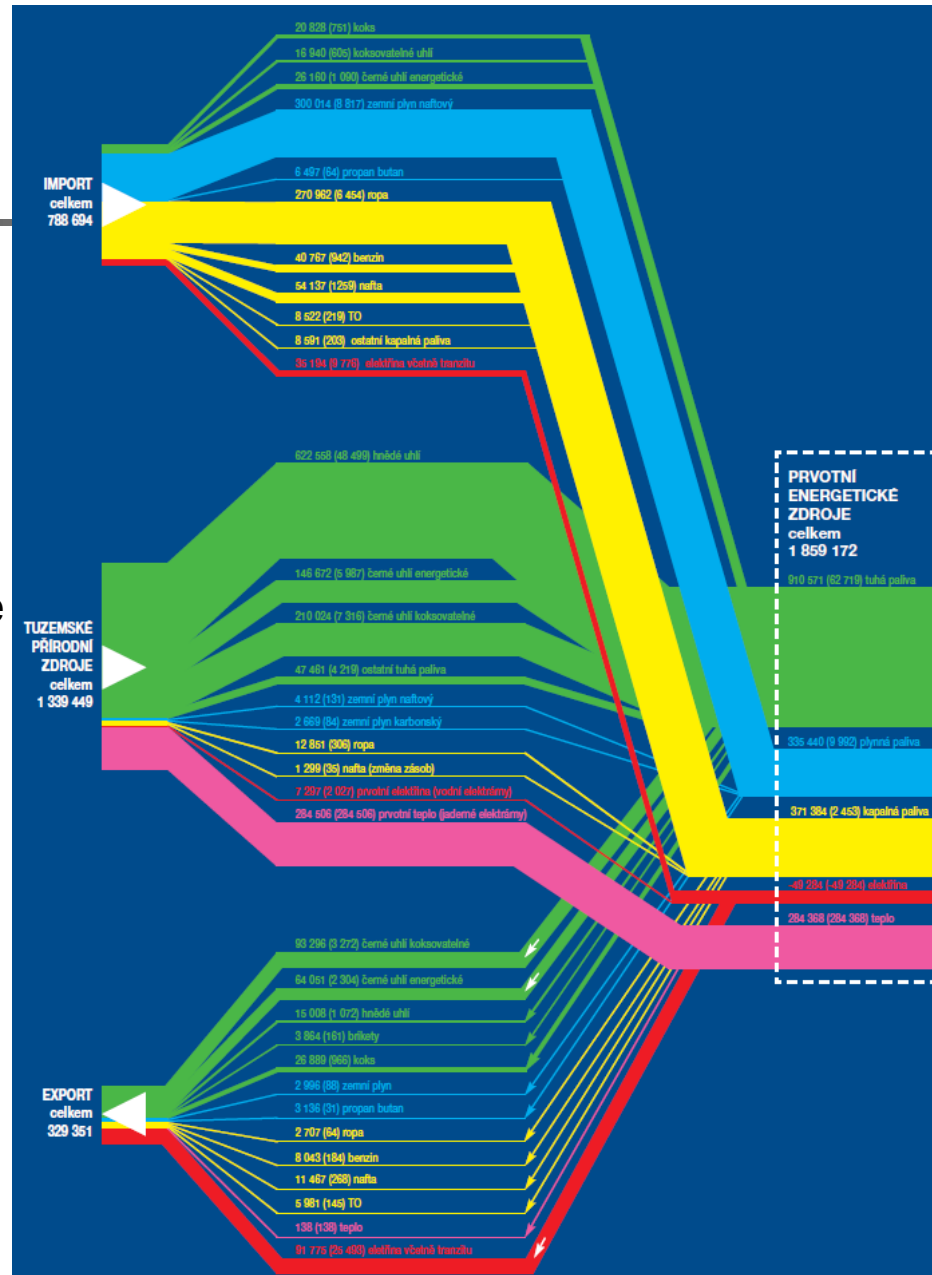 20 828 (751) koks
16 940 (605) koksovatelné uhlí
26 160 (1 090) černé uhlí energetické
300 014 (8 817) zemní plyn naftový
6 497 (64) propan butan
270 962 (6 454) ropa
40 767 (942) benzin
54 137 (1259) nafta
8 522 (219) TO
8 591 (203) ostatní kapalná paliva
35 194 (9 776) elektřina včetně tranzitu
IMPORT
celkem
788 694
622 558 (48 499) hnědé uhlí
146 672 (5 987) černé uhlí energetické
210 024 (7 316) černé uhlí koksovatelné
47 461 (4 219) ostatní tuhá paliva
4 112 (131) zemní plyn naftový
2 669 (84) zemní plyn karbonský
12 851 (306) ropa
1 299 (35) nafta (změna zásob)
7 297 (2 027) prvotní elektřina (vodní elektrárny)
284 506 (284 506) prvotní teplo (jaderné elektrárny)
e
TUZEMSKÉ
PŘÍRODNÍ
ZDROJE
celkem
1 339 449
PRVOTNÍ
ENERGETICKÉ
ZDROJE
celkem
1 859 172
910 571 (62 719) tuhá paliva
335 440 (9 992) plynná paliva
371 384 (2 453) kapalná paliva
-49 284 (-49 284) elektřina
284 368 (284 368) teplo
93 296 (3 272) černé uhlí koksovatelné
64 051 (2 304) černé uhlí energetické
15 008 (1 072) hnědé uhlí
3 864 (161) brikety
26 889 (966) koks
2 996 (88) zemní plyn
3 136 (31) propan butan
2 707 (64) ropa
8 043 (184) benzin
11 467 (268) nafta
5 981 (145) TO
138 (138) teplo
91 775 (25 493) eletřina včetně tranzitu
EXPORT
celkem
329 351